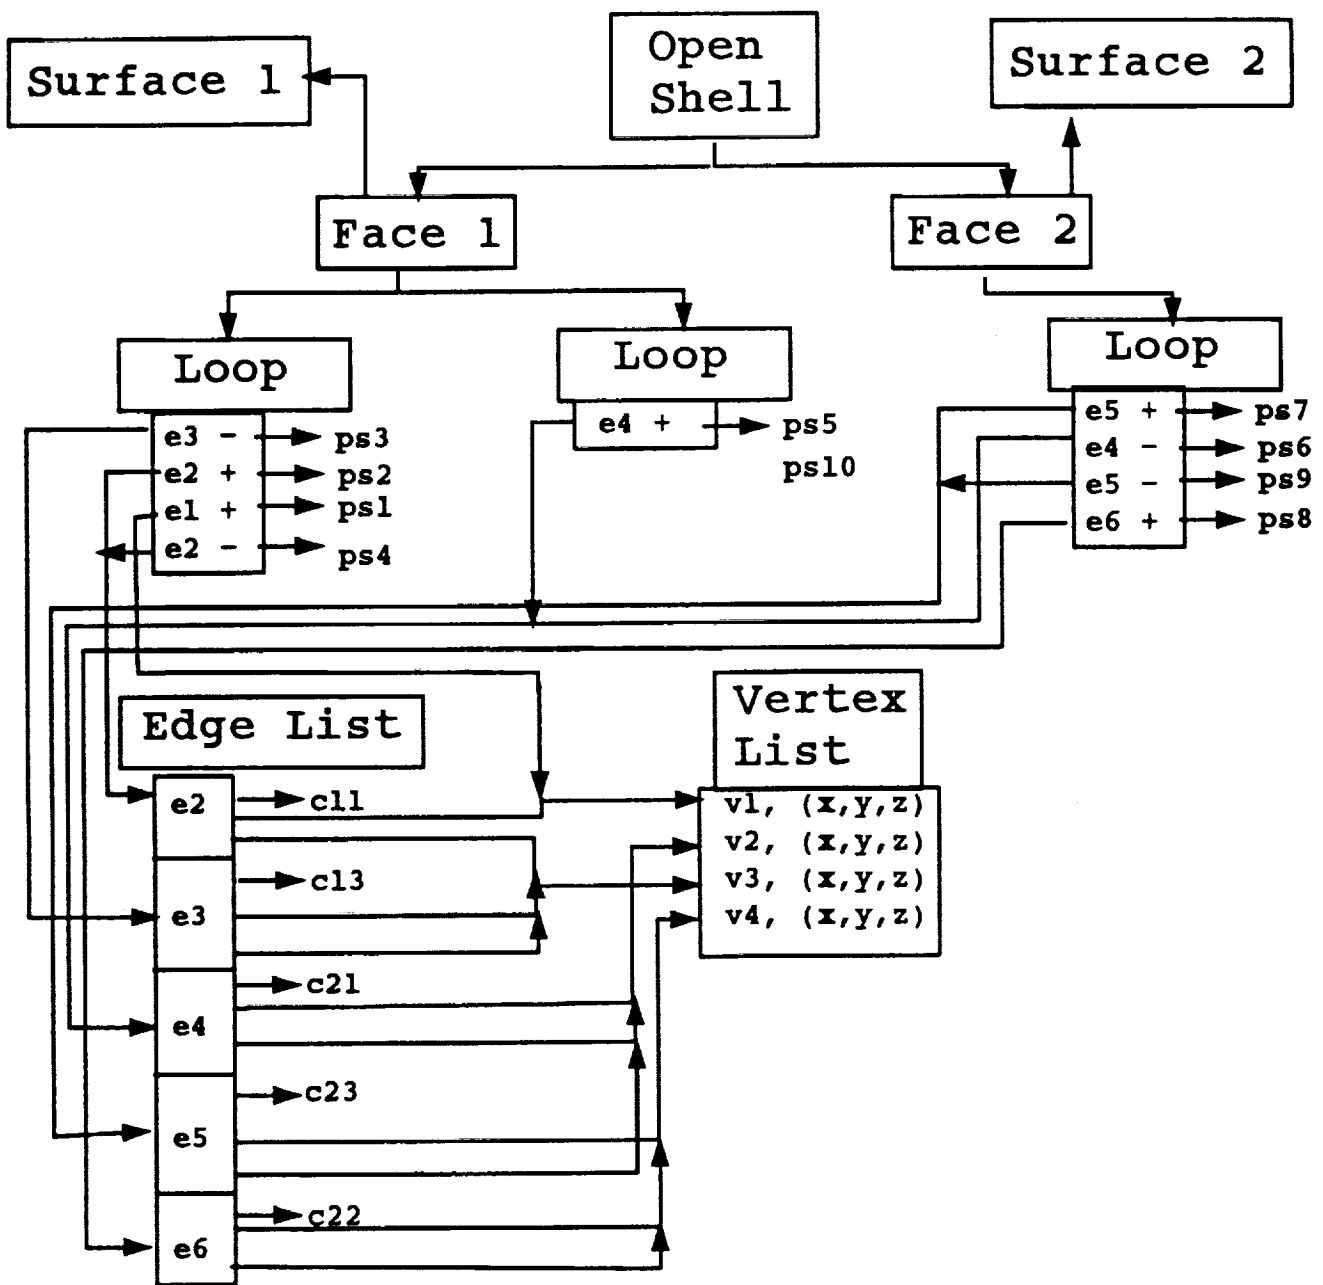 Surface 1
Open
Shell
Surface 2
Face 1
Face 2
Loop
Loop
Loop
e3 - ps3
e2 + ps2
e1 + ps1
e2 - ps4
e4 + ps5
ps10
e5 + ps7
e4 - ps6
e5 - ps9
e6 + ps8
Edge List
e2 c11
e3 c13
e4 c21
e5 c23
e6 c22
Vertex
List
v1, (x,y,z)
v2, (x,y,z)
v3, (x,y,z)
v4, (x,y,z)